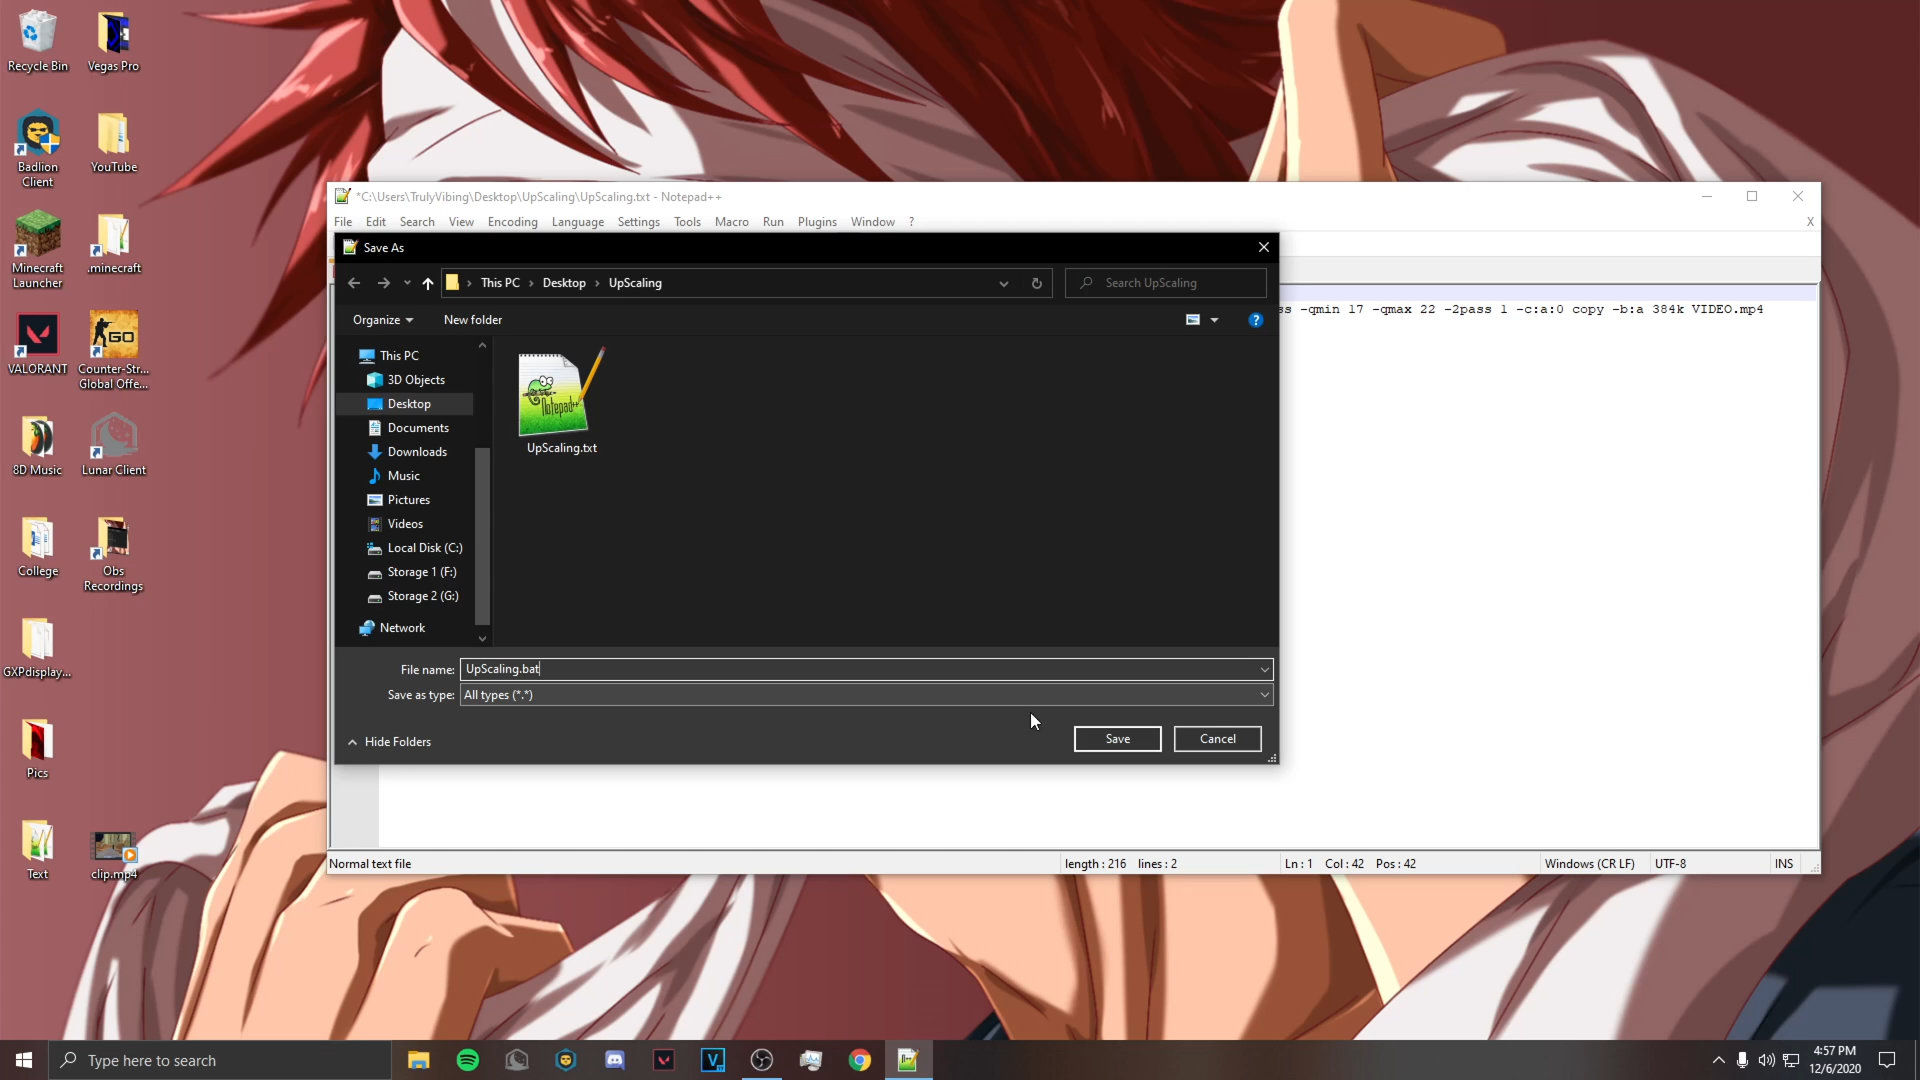 Recycle Bin
Vegas Pro
Badlion
Client
YouTube
Minecraft
Launcher
.minecraft
VALORANT
Counter-Str...
Global Offe...
8D Music
Lunar Client
College
Obs
Recordings
GXPdisplay...
Pics
Text
clip.mp4
*C:\Users\TrulyVibing\Desktop\UpScaling\UpScaling.txt - Notepad++
File Edit Search View Encoding Language Settings Tools Macro Run Plugins Window ?
X
Save As
This PC > Desktop > UpScaling
Search UpScaling
Organize
New folder
ss -qmin 17 -qmax 22 -2pass 1 -c:a:0 copy -b:a 384k VIDEO.mp4
This PC
3D Objects
Desktop
Documents
Downloads
Music
Pictures
Videos
Local Disk (C:)
Storage 1 (F:)
Storage 2 (G:)
Network
Notepad++
UpScaling.txt
File name: UpScaling.bat
Save as type: All types (*.*)
Hide Folders
Save
Cancel
Normal text file
length : 216 lines : 2
Ln : 1 Col : 42 Pos : 42
Windows (CR LF)
UTF-8
INS
Type here to search
4:57 PM
12/6/2020